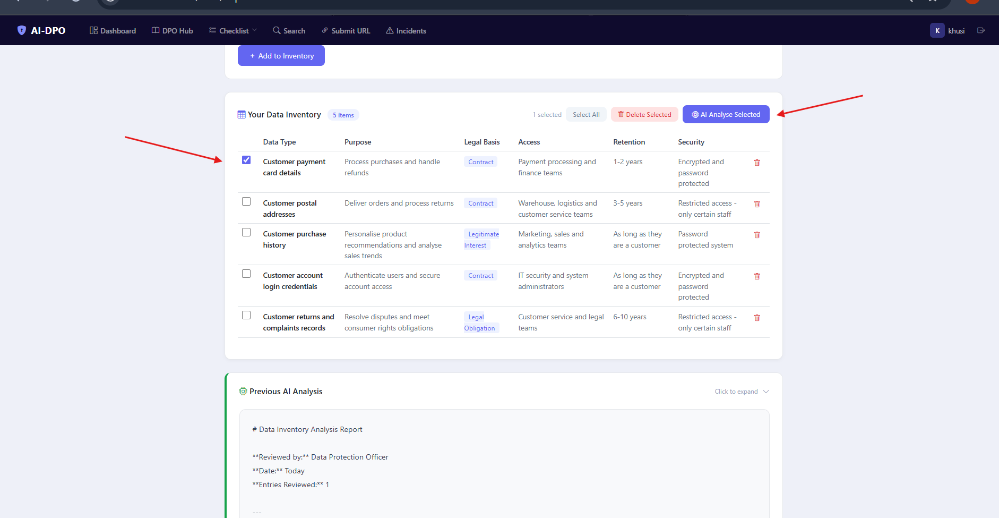 AI-DPO Dashboard DPO Hub Checklist Search Submit URL Incidents K khusi
+ Add to Inventory
Your Data Inventory 5 items 1 selected Select All Delete Selected AI Analyse Selected
Data Type Purpose Legal Basis Access Retention Security
Customer payment Process purchases and handle Contract Payment processing and 1-2 years Encrypted and
card details refunds finance teams password
protected
Customer postal Deliver orders and process returns Contract Warehouse, logistics and 3-5 years Restricted access -
addresses customer service teams only certain staff
Customer purchase Personalise product Legitimate Marketing, sales and As long as they Password
history recommendations and analyse Interest analytics teams are a customer protected system
sales trends
Customer account Authenticate users and secure Contract IT security and system As long as they Encrypted and
login credentials account access administrators are a customer password
protected
Customer returns and Resolve disputes and meet Legal Customer service and legal 6-10 years Restricted access -
complaints records consumer rights obligations Obligation teams only certain staff
Previous AI Analysis Click to expand
# Data Inventory Analysis Report
**Reviewed by:** Data Protection Officer
**Date:** Today
**Entries Reviewed:** 1
---